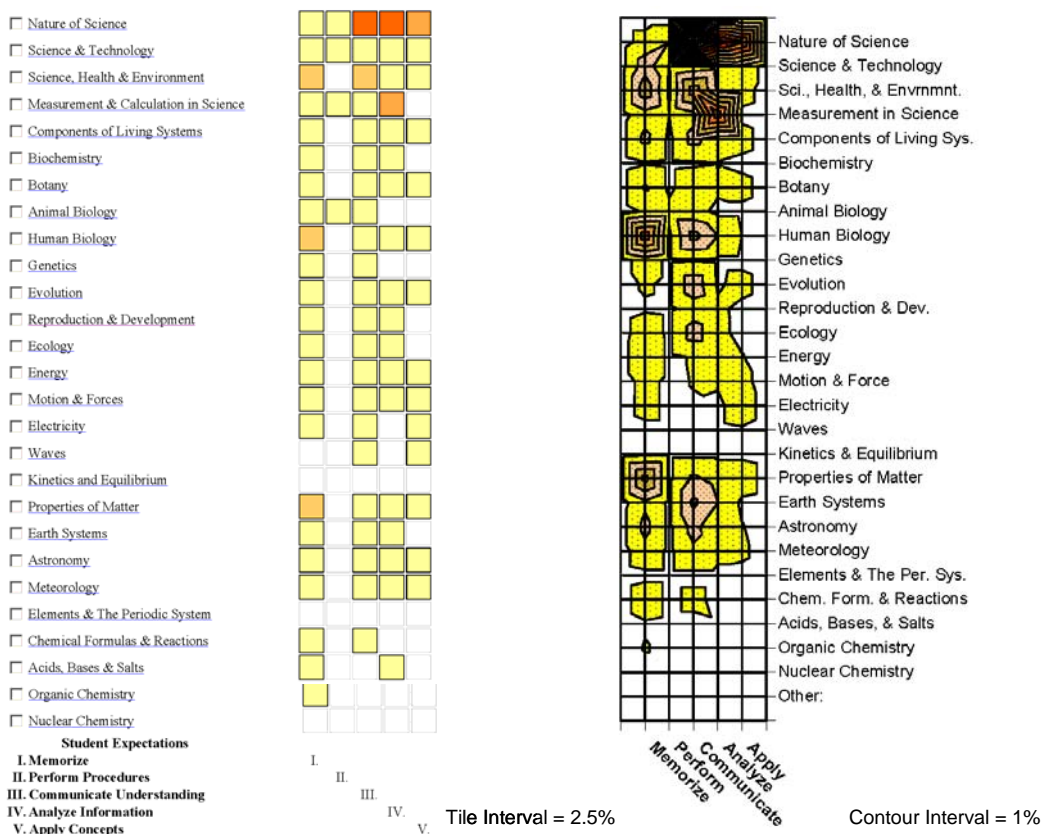 Nature of Science
Science & Technology
Science, Health & Environment
Measurement & Calculation in Science
Components of Living Systems
Biochemistry
Botany
Animal Biology
Human Biology
Genetics
Evolution
Reproduction & Development
Ecology
Energy
Motion & Forces
Electricity
Waves
Kinetics and Equilibrium
Properties of Matter
Earth Systems
Astronomy
Meteorology
Elements & The Periodic System
Chemical Formulas & Reactions
Acids, Bases & Salts
Organic Chemistry
Nuclear Chemistry
Student Expectations
I. Memorize
II. Perform Procedures
III. Communicate Understanding
IV. Analyze Information
V. Apply Concepts
I.
II.
III.
IV.
V.
Tile Interval = 2.5%
Nature of Science
Science & Technology
Sci., Health, & Envrnmnt.
Measurement in Science
Components of Living Sys.
Biochemistry
Botany
Animal Biology
Human Biology
Genetics
Evolution
Reproduction & Dev.
Ecology
Energy
Motion & Force
Electricity
Waves
Kinetics & Equilibrium
Properties of Matter
Earth Systems
Astronomy
Meteorology
Elements & The Per. Sys.
Chem. Form. & Reactions
Acids, Bases, & Salts
Organic Chemistry
Nuclear Chemistry
Other:
Memorize
Perform
Communicate
Analyze
Apply
Contour Interval = 1%